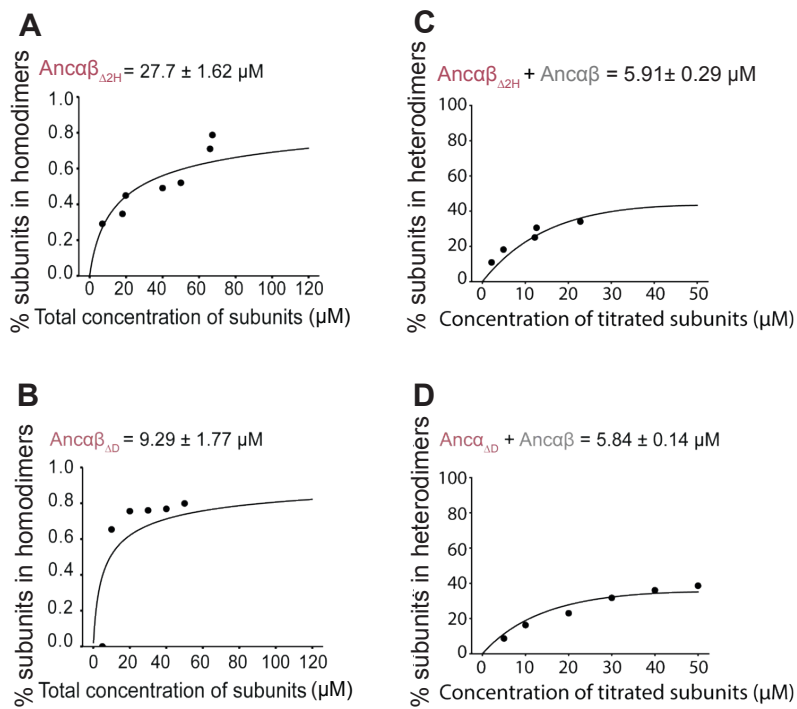 A
Ancαβ Δ2H = 27.7 ± 1.62 μM
% subunits in homodimers
1.0
0.8
0.6
0.4
0.2
0.0
0 20 40 60 80 100 120
Total concentration of subunits (μM)
C
Ancαβ Δ2H + Ancαβ = 5.91± 0.29 μM
% subunits in heterodimers
100
80
60
40
20
0
0 10 20 30 40 50
Concentration of titrated subunits (μM)
B
Ancαβ ΔD = 9.29 ± 1.77 μM
% subunits in homodimers
1.0
0.8
0.6
0.4
0.2
0.0
0 20 40 60 80 100 120
Total concentration of subunits (μM)
D
Ancα ΔD + Ancαβ = 5.84 ± 0.14 μM
% subunits in heterodimers
100
80
60
40
20
0
0 10 20 30 40 50
Concentration of titrated subunits (μM)